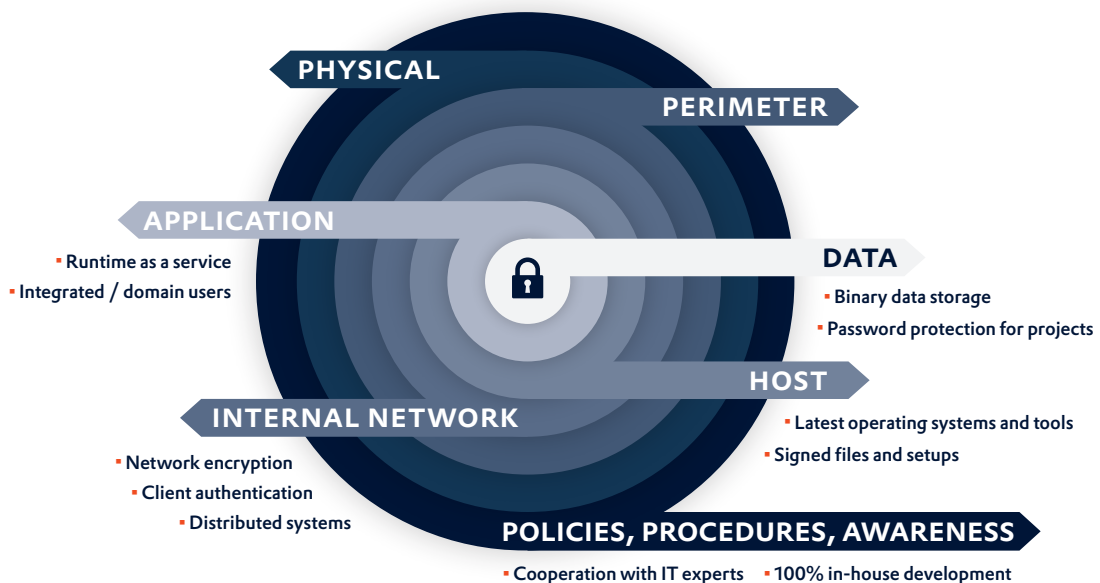 PHYSICAL
PERIMETER
APPLICATION
▪ Runtime as a service
▪ Integrated / domain users
DATA
▪ Binary data storage
▪ Password protection for projects
HOST
▪ Latest operating systems and tools
▪ Signed files and setups
INTERNAL NETWORK
▪ Network encryption
▪ Client authentication
▪ Distributed systems
POLICIES, PROCEDURES, AWARENESS
▪ Cooperation with IT experts ▪ 100% in-house development